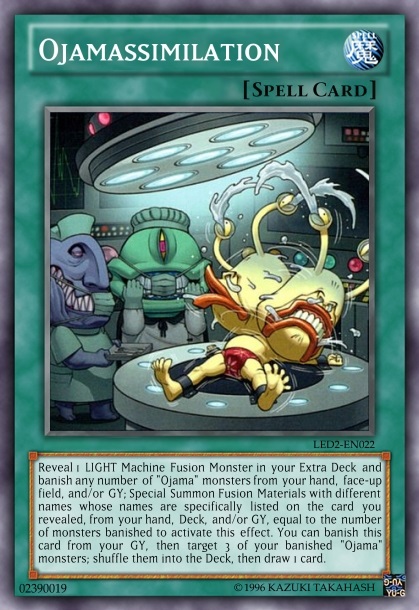 Ojamassimilation
魔
[Spell Card]
LED2-EN022
Reveal 1 LIGHT Machine Fusion Monster in your Extra Deck and
banish any number of "Ojama" monsters from your hand, face-up
field, and/or GY; Special Summon Fusion Materials with different
names whose names are specifically listed on the card you
revealed, from your hand, Deck, and/or GY, equal to the number
of monsters banished to activate this effect. You can banish this
card from your GY, then target 3 of your banished "Ojama"
monsters; shuffle them into the Deck, then draw 1 card.
02390019
©1996 KAZUKI TAKAHASH